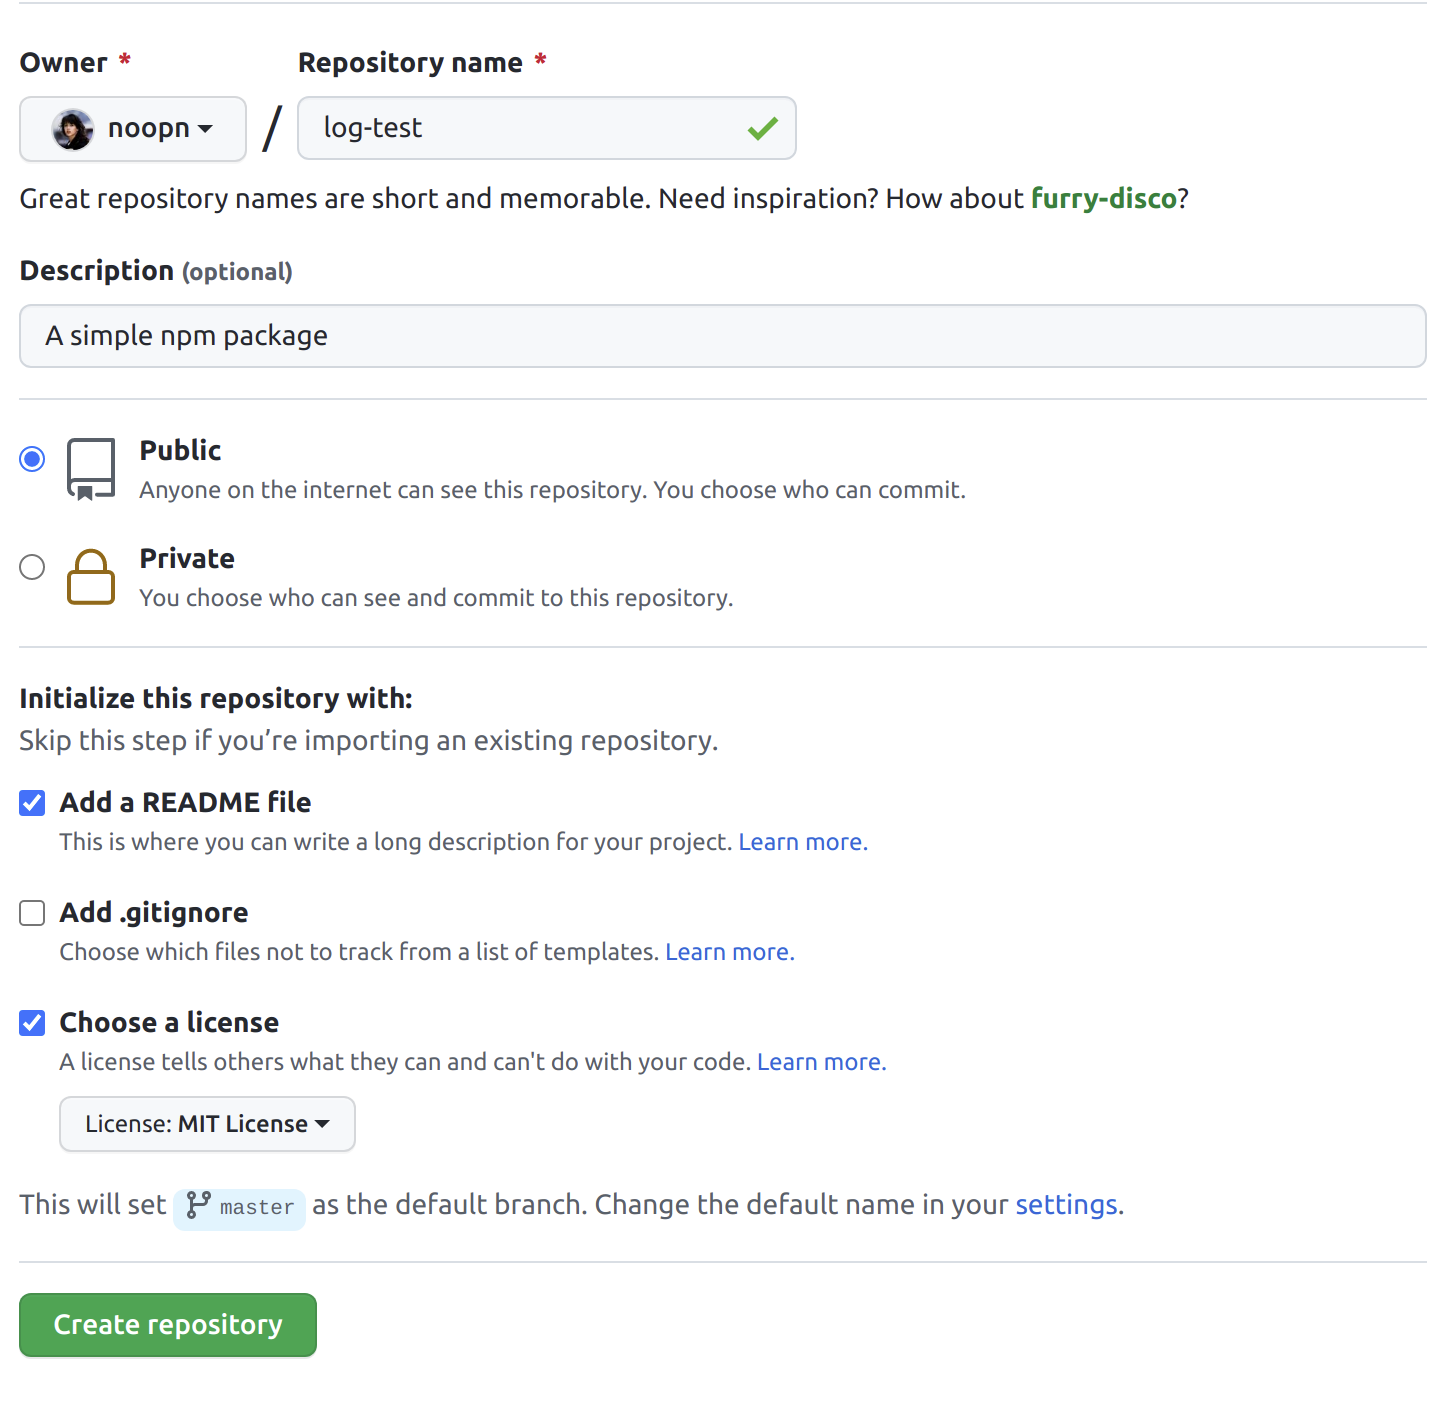 Owner *
Repository name *
noopn / log-test
Great repository names are short and memorable. Need inspiration? How about furry-disco?
Description (optional)
A simple npm package
Public
Anyone on the internet can see this repository. You choose who can commit.
Private
You choose who can see and commit to this repository.
Initialize this repository with:
Skip this step if you’re importing an existing repository.
Add a README file
This is where you can write a long description for your project. Learn more.
Add .gitignore
Choose which files not to track from a list of templates. Learn more.
Choose a license
A license tells others what they can and can't do with your code. Learn more.
License: MIT License
This will set master as the default branch. Change the default name in your settings.
Create repository